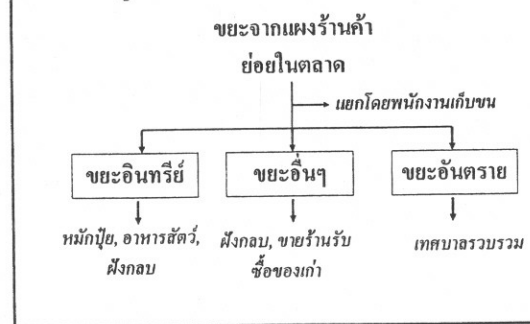 ขยะจากแผงร้านค้า
ย่อยในตลาด
แยกโดยพนักงานเก็บขน
ขยะอินทรีย์
ขยะอื่นๆ
ขยะอันตราย
หมักปุ๋ย, อาหารสัตว์,
ฝังกลบ
ฝังกลบ, ขายร้านรับ
ซื้อของเก่า
เทศบาลรวบรวม